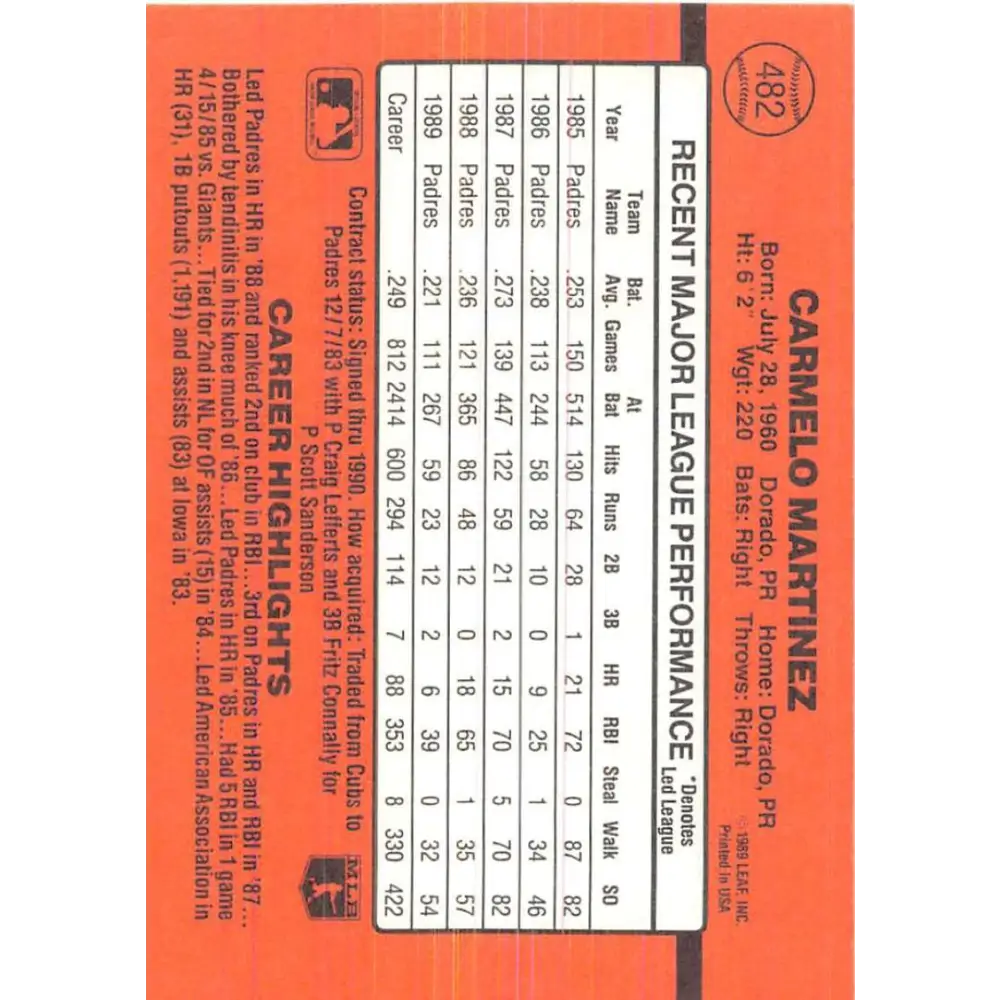 482
CARMELO MARTINEZ
Born: July 28, 1960 Dorado, PR Home: Dorado, PR
Ht: 6'2" Wgt: 220 Bats: Right Throws: Right
© 1989 LEAF, INC.
Printed in USA
RECENT MAJOR LEAGUE PERFORMANCE *Denotes Led League
Year Team Name Bat. Avg. Games At Bat Hits Runs 2B 3B HR RBI Steal Walk SO
1985 Padres .253 150 514 130 64 28 1 21 72 0 87 82
1986 Padres .238 113 244 58 28 10 0 9 25 1 34 46
1987 Padres .273 139 447 122 59 21 2 15 70 5 70 82
1988 Padres .236 121 365 86 48 12 0 18 65 1 35 57
1989 Padres .221 111 267 59 23 12 2 6 39 0 32 54
Career .249 812 2414 600 294 114 7 88 353 8 330 422
Contract status: Signed thru 1990. How acquired: Traded from Cubs to
Padres 12/7/83 with P Craig Lefferts and 3B Fritz Connally for
P Scott Sanderson
MLB
CAREER HIGHLIGHTS
Led Padres in HR in '88 and ranked 2nd on club in RBI...3rd on Padres in HR and RBI in '87...
Bothered by tendinitis in his knee much of '86...Led Padres in HR in '85...Had 5 RBI in 1 game
4/15/85 vs. Giants...Tied for 2nd in NL for OF assists (15) in '84...Led American Association in
HR (31), 1B putouts (1,191) and assists (83) at Iowa in '83.